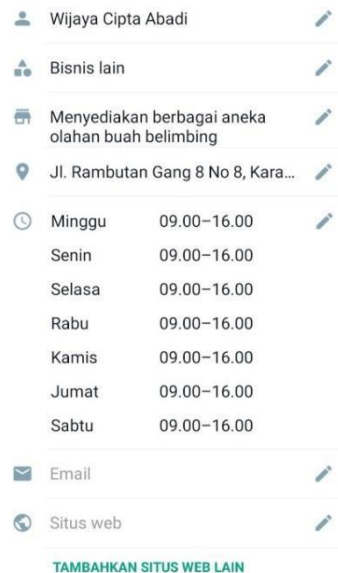 Wijaya Cipta Abadi
Bisnis lain
Menyediakan berbagai aneka
olahan buah belimbing
Jl. Rambutan Gang 8 No 8, Kara...
Minggu 09.00–16.00
Senin 09.00–16.00
Selasa 09.00–16.00
Rabu 09.00–16.00
Kamis 09.00–16.00
Jumat 09.00–16.00
Sabtu 09.00–16.00
Email
Situs web
TAMBAHKAN SITUS WEB LAIN